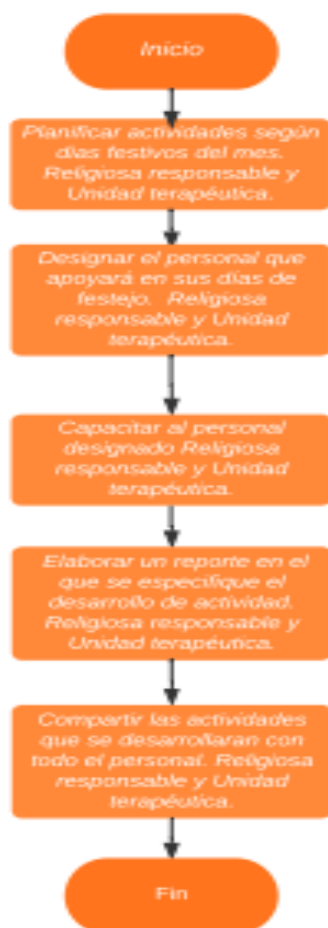 Inicio
Planificar actividades según
días festivos del mes.
Religiosa responsable y
Unidad terapéutica.
Designar el personal que
apoyará en sus días de
festejo. Religiosa
responsable y Unidad
terapéutica.
Capacitar al personal
designado Religiosa
responsable y Unidad
terapéutica.
Elaborar un reporte en el
que se especifique el
desarrollo de actividad.
Religiosa responsable y
Unidad terapéutica.
Compartir las actividades
que se desarrollaran con
todo el personal. Religiosa
responsable y Unidad
terapéutica.
Fin